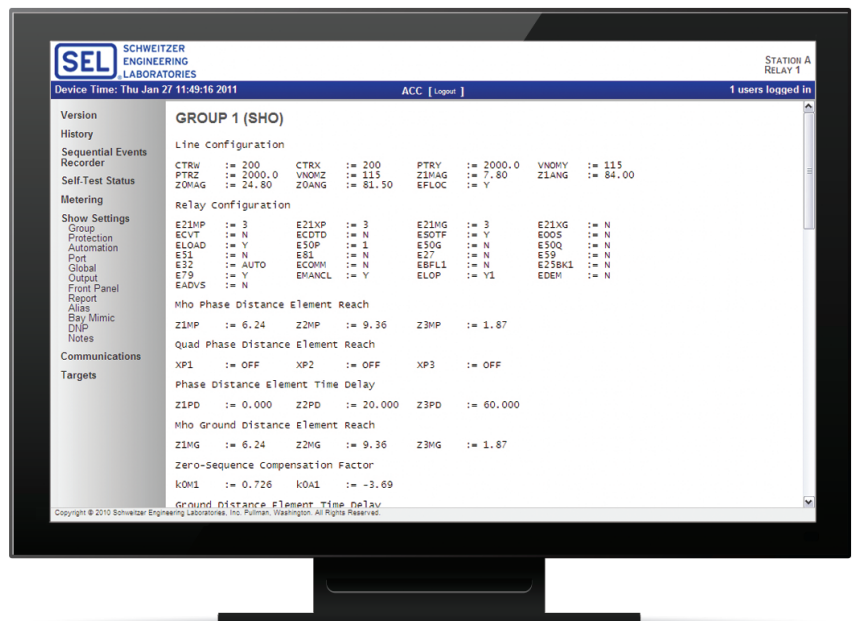 SEL SCHWEITZER
ENGINEERING
LABORATORIES
STATION A
RELAY 1
Device Time: Thu Jan 27 11:49:16 2011 ACC [ Logout ] 1 users logged in
Version
History
Sequential Events
Recorder
Self-Test Status
Metering
Show Settings
Group
Protection
Automation
Port
Global
Output
Front Panel
Report
Alias
Bay Mimic
DNP
Notes
Communications
Targets
GROUP 1 (SHO)
Line Configuration
CTRW := 200 CTRX := 200 PTRY := 2000.0 VNOMY := 115
PTRZ := 2000.0 VNOMZ := 115 Z1MAG := 7.80 Z1ANG := 84.00
Z0MAG := 24.80 Z0ANG := 81.50 EFLOC := Y
Relay Configuration
E21MP := 3 E21XP := 3 E21MG := 3 E21XG := N
ECVT := N ECDTD := N ESOTF := Y EOOS := N
ELOAD := Y E50P := 1 E50G := N E50Q := N
E51 := N E81 := N E27 := N E59 := N
E32 := AUTO ECOMM := N EBFL1 := N E25BK1 := N
E79 := Y EMANCL := Y ELOP := Y1 EDEM := N
EADVS := N
Mho Phase Distance Element Reach
Z1MP := 6.24 Z2MP := 9.36 Z3MP := 1.87
Quad Phase Distance Element Reach
XP1 := OFF XP2 := OFF XP3 := OFF
Phase Distance Element Time Delay
Z1PD := 0.000 Z2PD := 20.000 Z3PD := 60.000
Mho Ground Distance Element Reach
Z1MG := 6.24 Z2MG := 9.36 Z3MG := 1.87
Zero-Sequence Compensation Factor
k0M1 := 0.726 k0A1 := -3.69
Ground Distance Element Time Delay
Copyright © 2010 Schweitzer Engineering Laboratories, Inc. Pullman, Washington. All Rights Reserved.